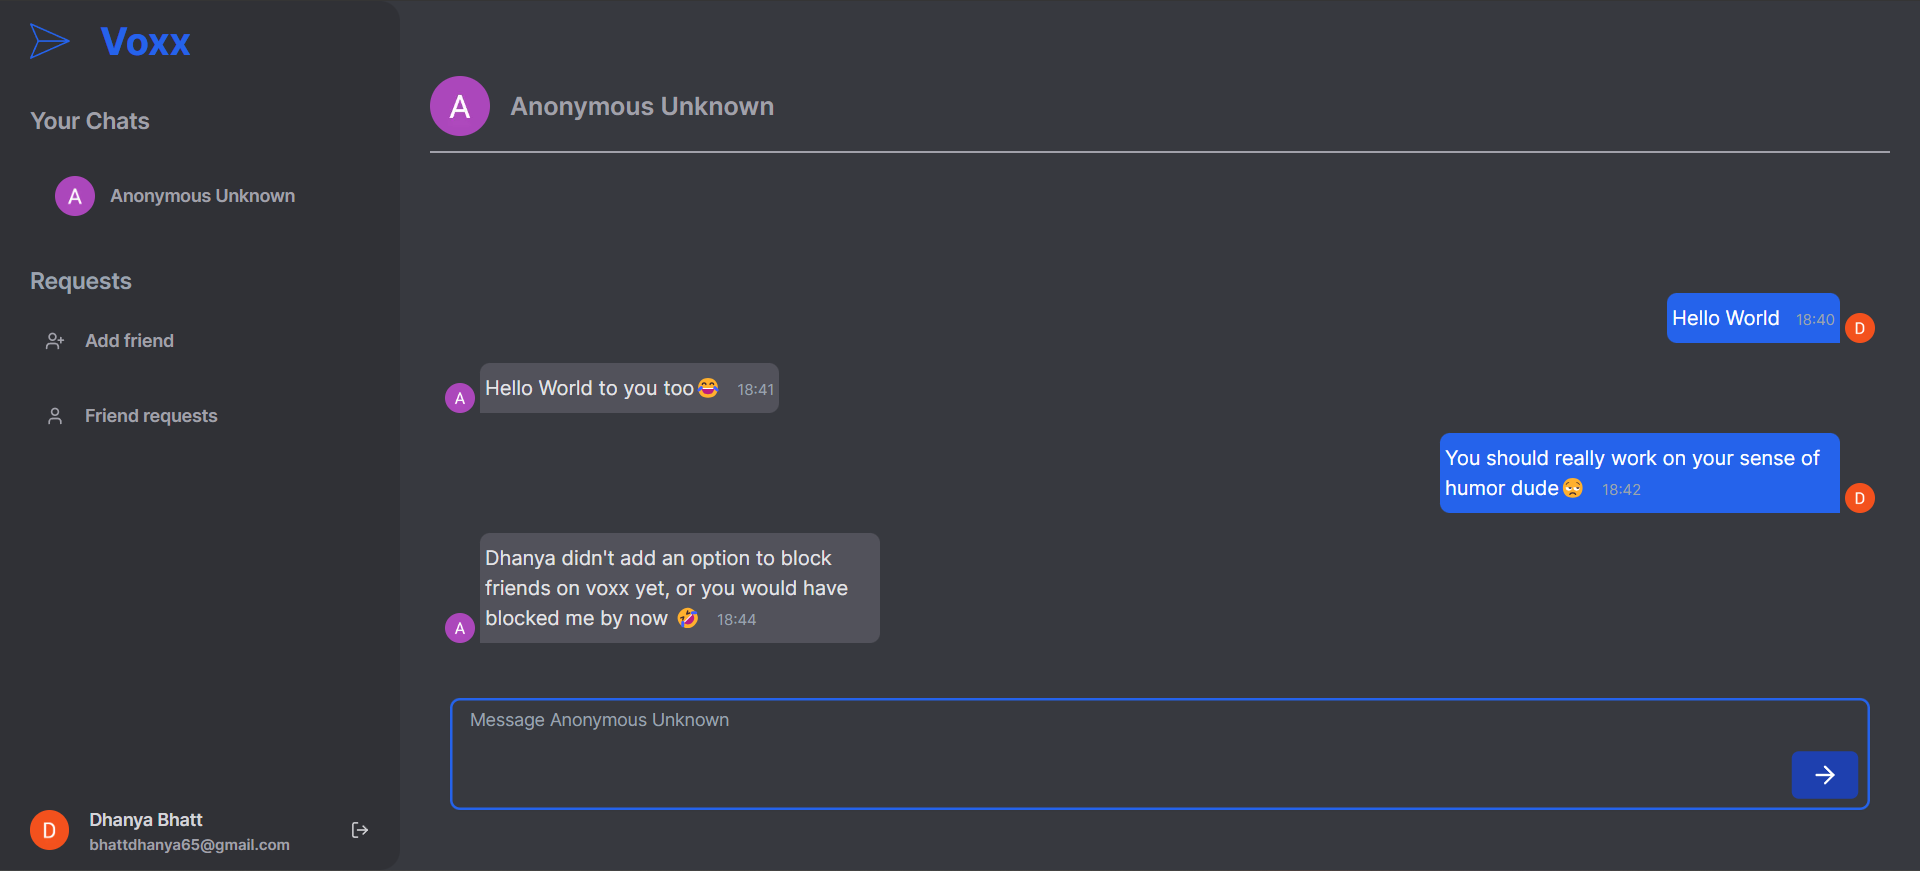 Voxx
Your Chats
A Anonymous Unknown
Requests
Add friend
Friend requests
D Dhanya Bhatt
bhattdhanya65@gmail.com
A Anonymous Unknown
Hello World 18:40 D
A Hello World to you too😂 18:41
You should really work on your sense of
humor dude😥 18:42 D
Dhanya didn't add an option to block
friends on voxx yet, or you would have
A blocked me by now 🤣 18:44
Message Anonymous Unknown